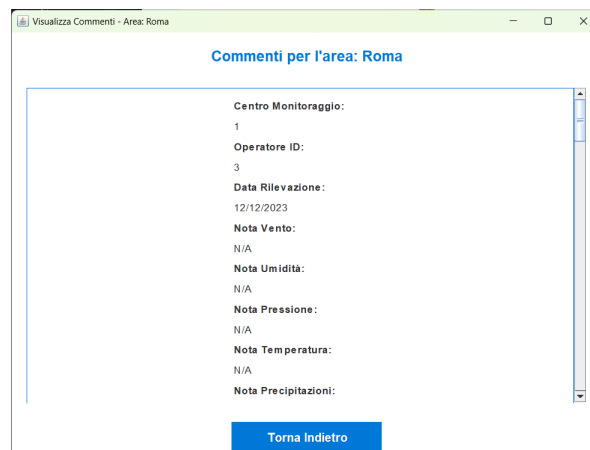 Visualizza Commenti - Area: Roma
Commenti per l'area: Roma
Centro Monitoraggio:
1
Operatore ID:
3
Data Rilevazione:
12/12/2023
Nota Vento:
N/A
Nota Umidità:
N/A
Nota Pressione:
N/A
Nota Temperatura:
N/A
Nota Precipitazioni:
Torna Indietro